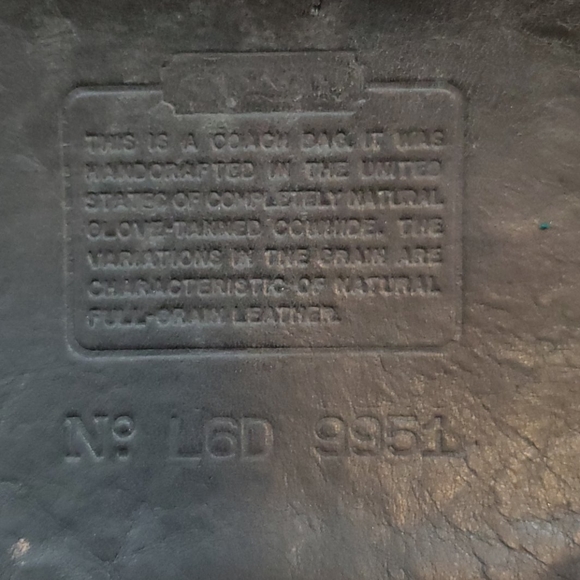 THIS IS A COACH BAG. IT WAS
HANDCRAFTED IN THE UNITED
STATES OF COMPLETELY NATURAL
GLOVE-TANNED COWHIDE. THE
VARIATIONS IN THE GRAIN ARE
CHARACTERISTIC OF NATURAL
FULL-GRAIN LEATHER.
Nº L6D 9951